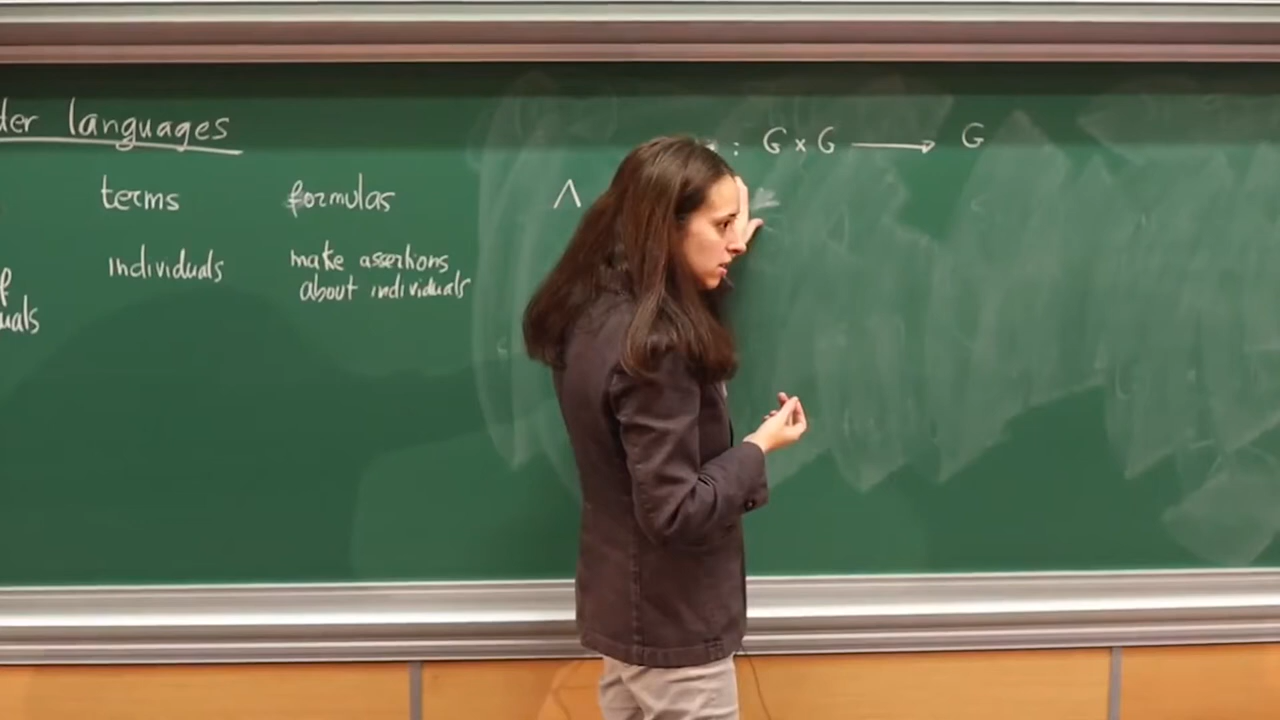 der languages
: G × G ⟶ G
terms formulas ∧
individuals make assertions
about individuals
uals